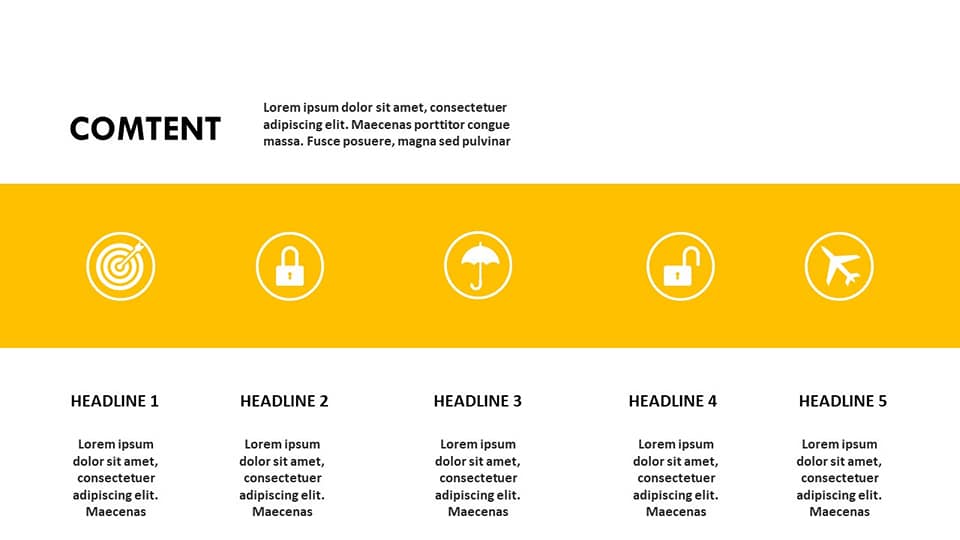 COMTENT
Lorem ipsum dolor sit amet, consectetuer
adipiscing elit. Maecenas porttitor congue
massa. Fusce posuere, magna sed pulvinar
HEADLINE 1
Lorem ipsum
dolor sit amet,
consectetuer
adipiscing elit.
Maecenas
HEADLINE 2
Lorem ipsum
dolor sit amet,
consectetuer
adipiscing elit.
Maecenas
HEADLINE 3
Lorem ipsum
dolor sit amet,
consectetuer
adipiscing elit.
Maecenas
HEADLINE 4
Lorem ipsum
dolor sit amet,
consectetuer
adipiscing elit.
Maecenas
HEADLINE 5
Lorem ipsum
dolor sit amet,
consectetuer
adipiscing elit.
Maecenas